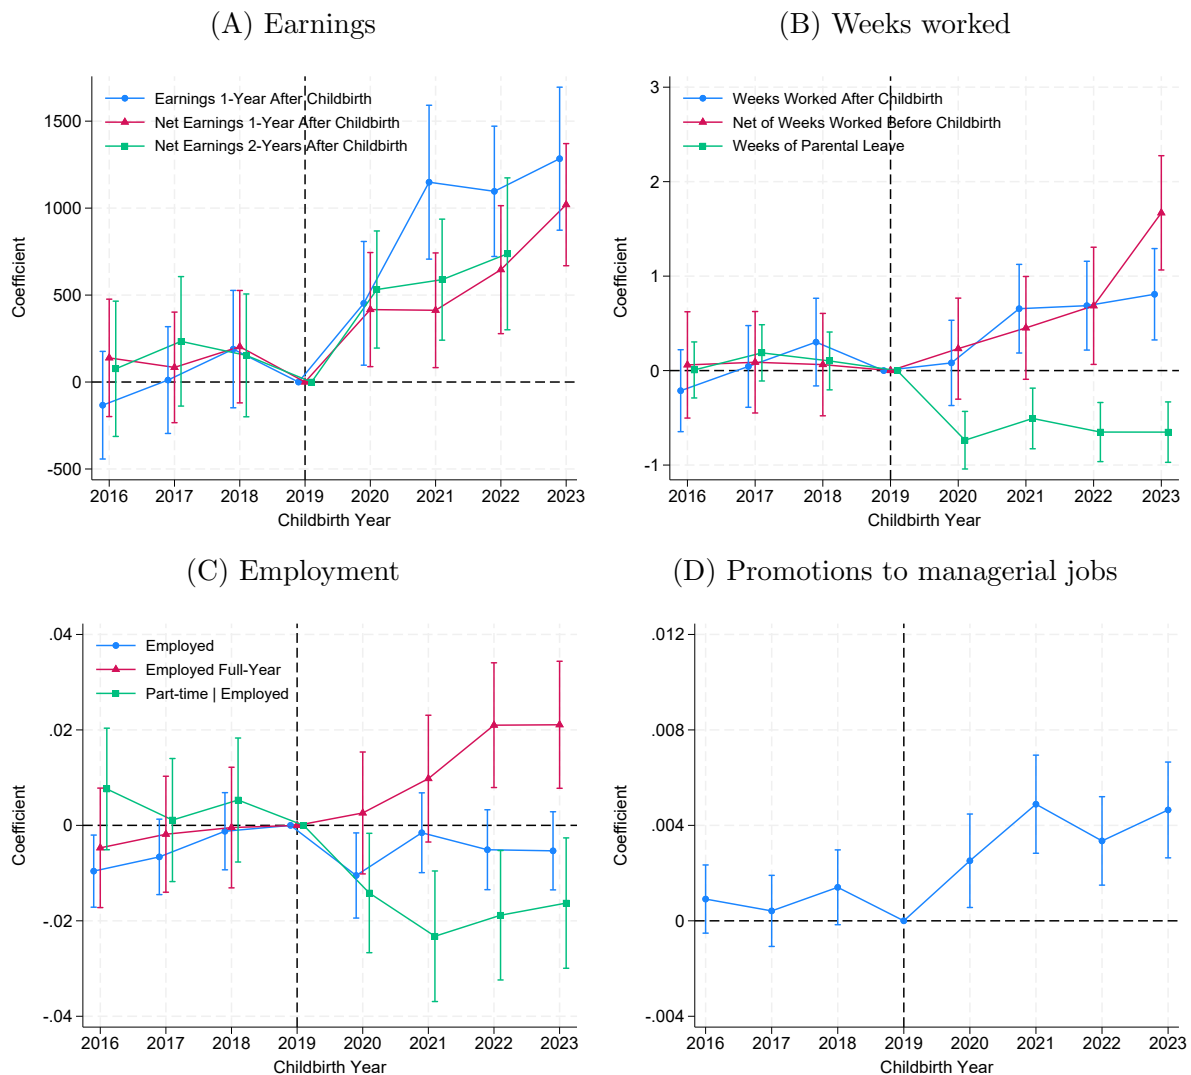 (A) Earnings
Earnings 1-Year After Childbirth
Net Earnings 1-Year After Childbirth
Net Earnings 2-Years After Childbirth
Coefficient
1500
1000
500
0
-500
2016 2017 2018 2019 2020 2021 2022 2023
Childbirth Year
(B) Weeks worked
Weeks Worked After Childbirth
Net of Weeks Worked Before Childbirth
Weeks of Parental Leave
Coefficient
3
2
1
0
-1
2016 2017 2018 2019 2020 2021 2022 2023
Childbirth Year
(C) Employment
Employed
Employed Full-Year
Part-time | Employed
Coefficient
.04
.02
0
-.02
-.04
2016 2017 2018 2019 2020 2021 2022 2023
Childbirth Year
(D) Promotions to managerial jobs
Coefficient
.012
.008
.004
0
-.004
2016 2017 2018 2019 2020 2021 2022 2023
Childbirth Year